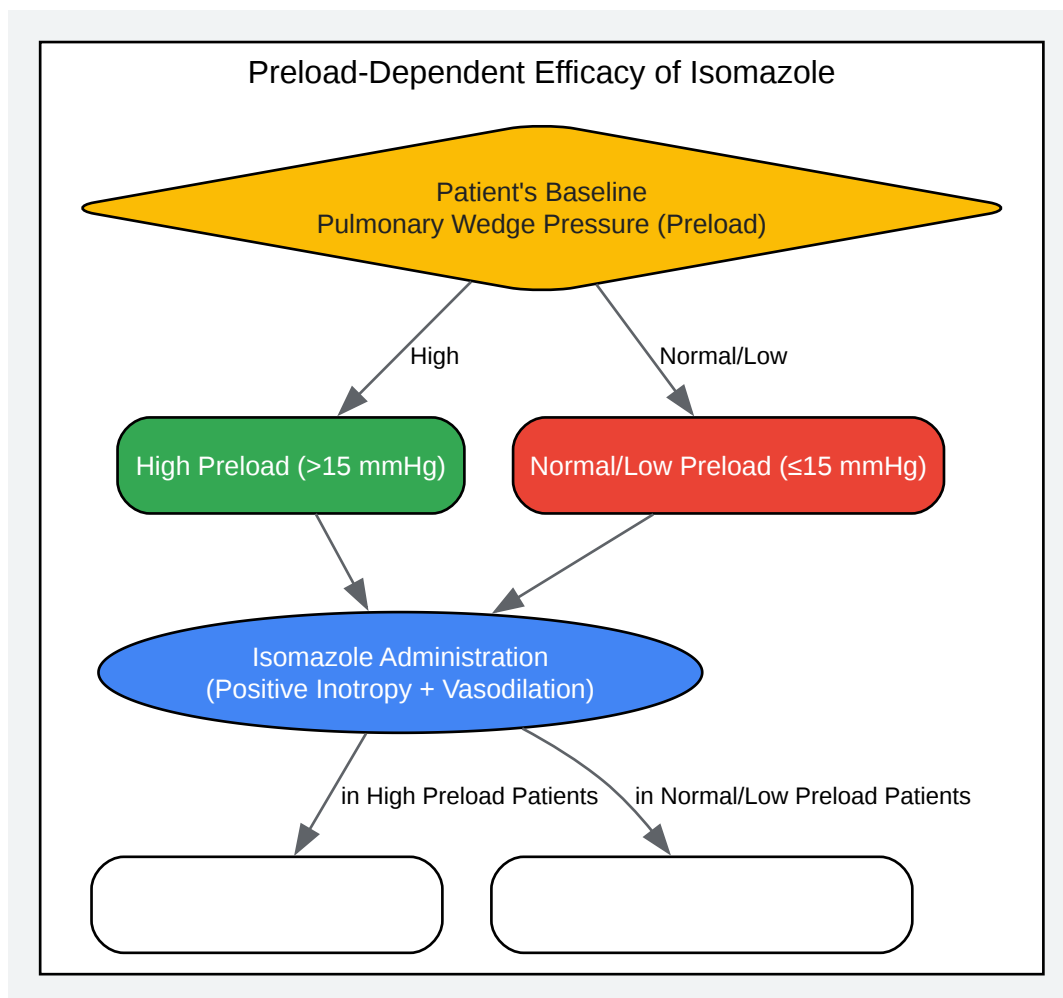 Preload-Dependent Efficacy of Isomazole
Patient's Baseline
Pulmonary Wedge Pressure (Preload)
High
Normal/Low
High Preload (>15 mmHg)
Normal/Low Preload (≤15 mmHg)
Isomazole Administration
(Positive Inotropy + Vasodilation)
in High Preload Patients
in Normal/Low Preload Patients